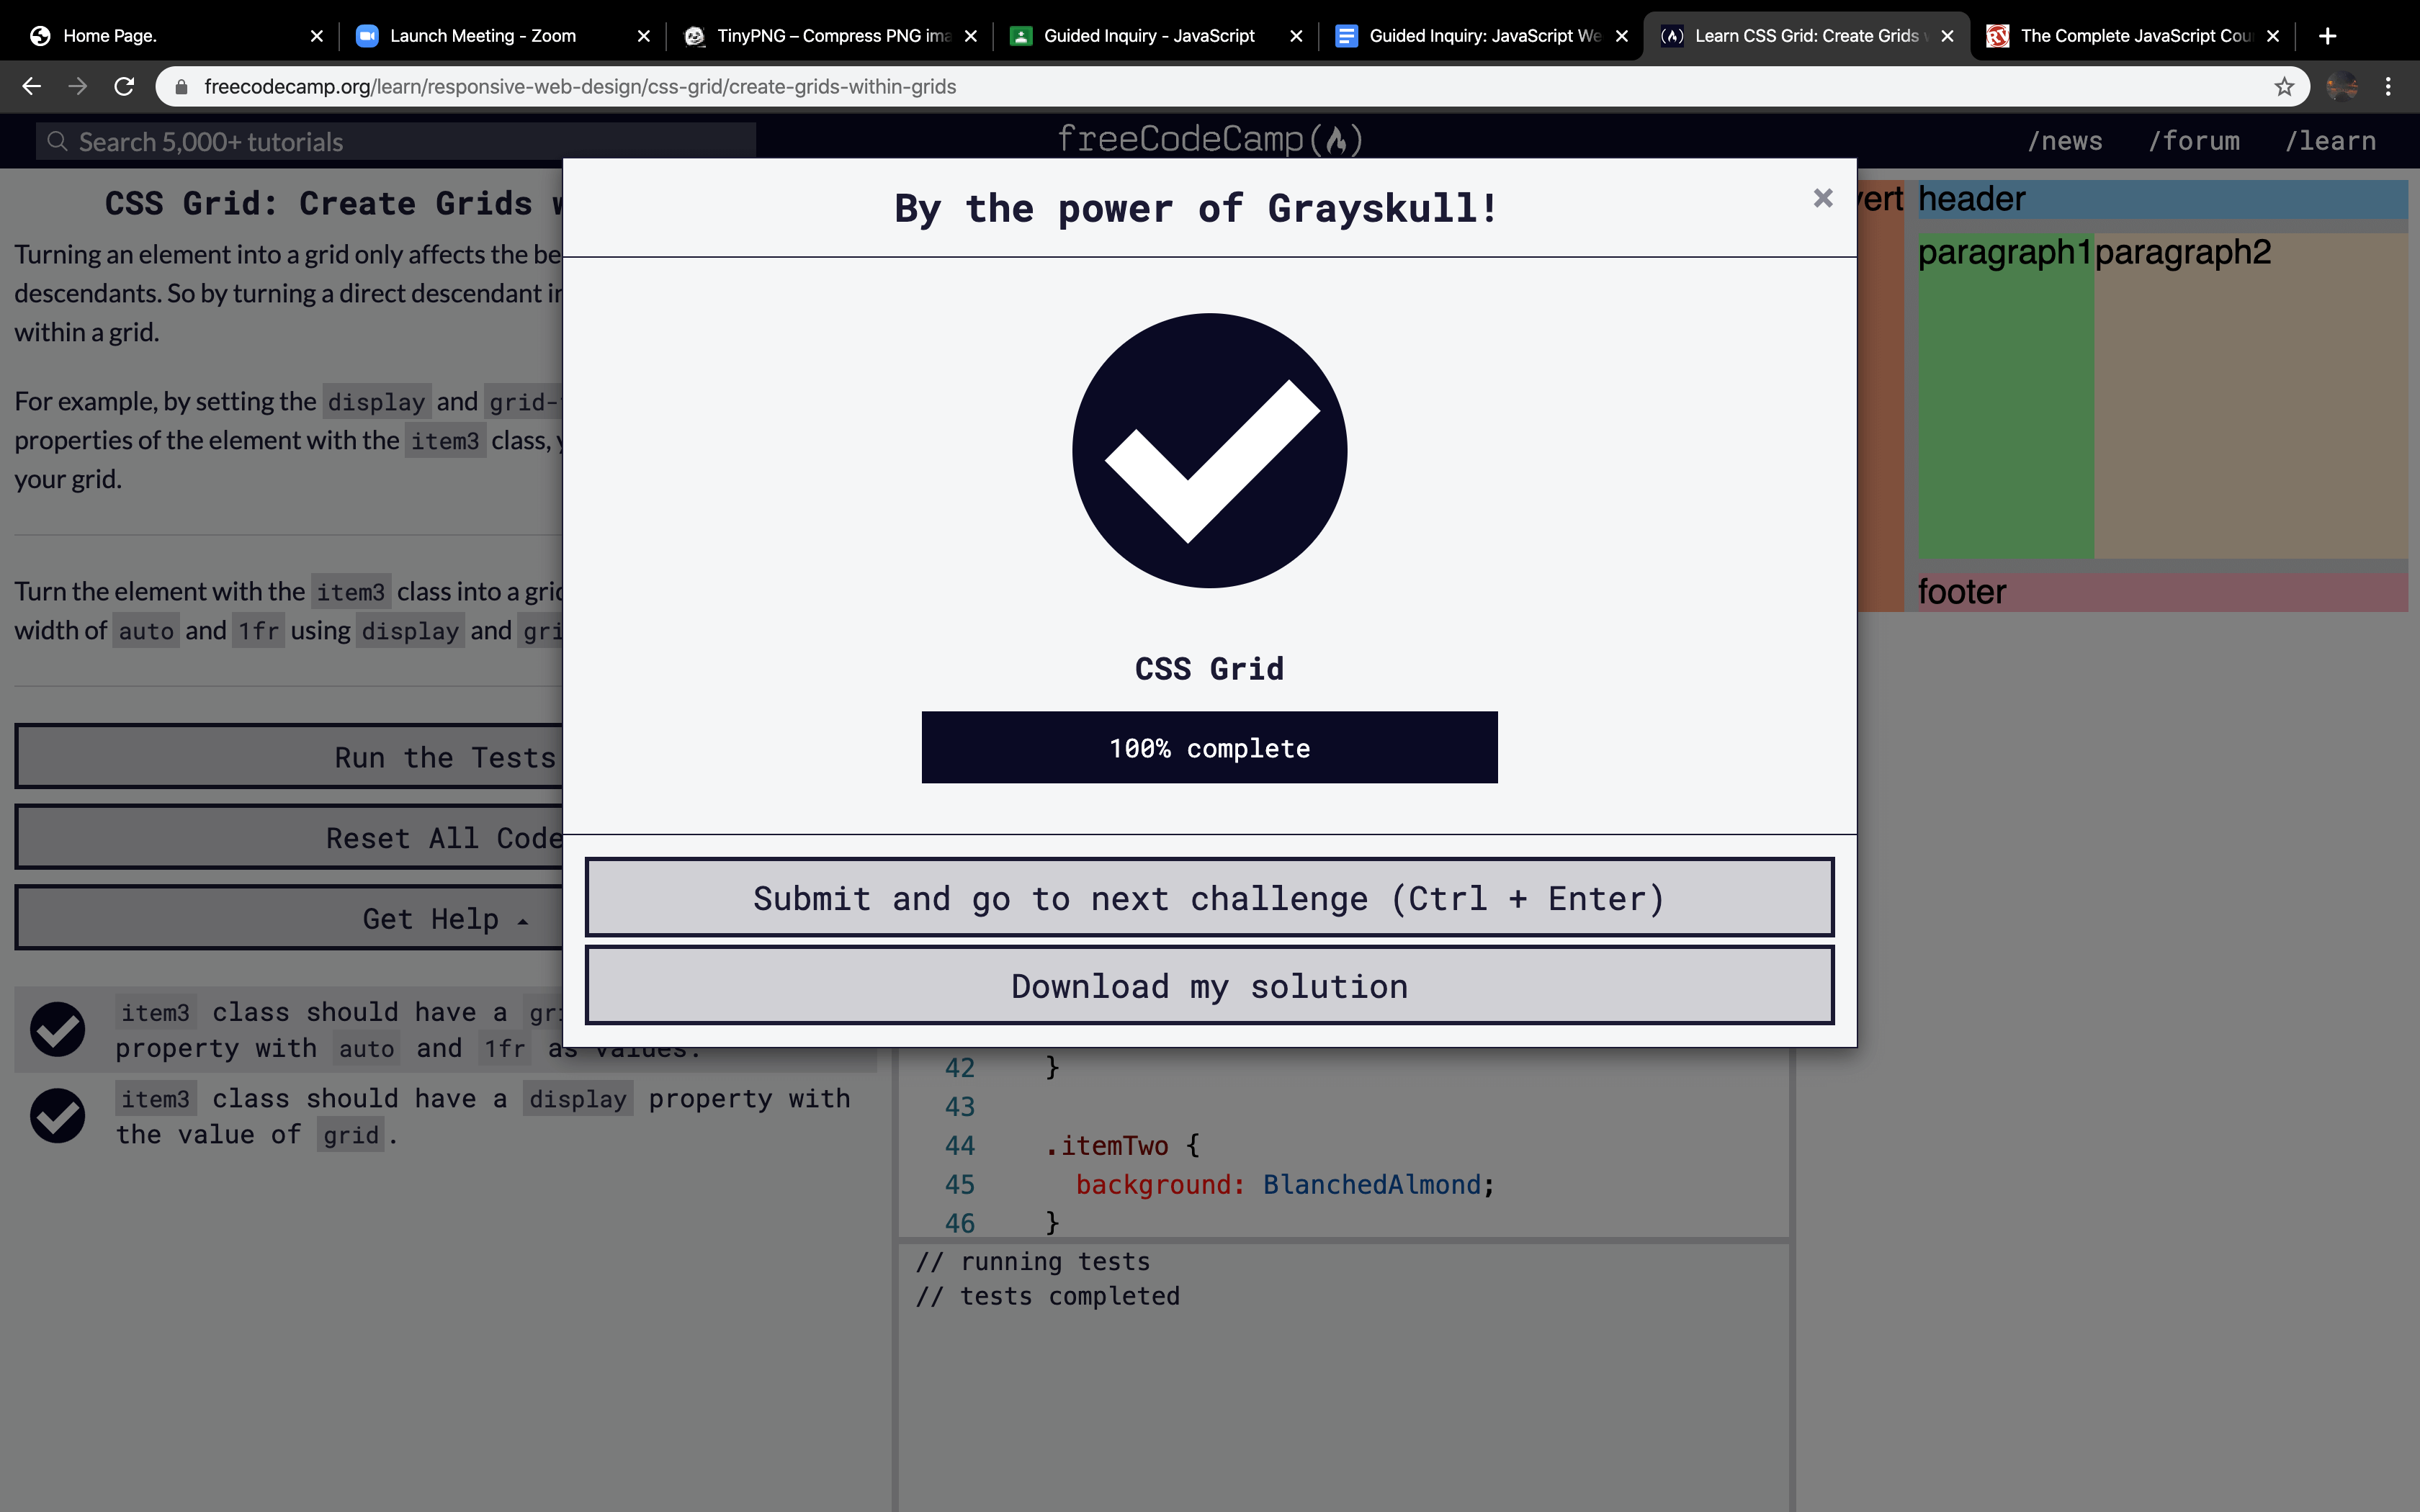 Home Page.
Launch Meeting - Zoom
TinyPNG – Compress PNG ima
Guided Inquiry - JavaScript
Guided Inquiry: JavaScript We
Learn CSS Grid: Create Grids
The Complete JavaScript Cou
freecodecamp.org/learn/responsive-web-design/css-grid/create-grids-within-grids
Search 5,000+ tutorials
freeCodeCamp
/news
/forum
/learn
CSS Grid: Create Grids w
Turning an element into a grid only affects the be
descendants. So by turning a direct descendant in
within a grid.
For example, by setting the display and grid-
properties of the element with the item3 class, y
your grid.
Turn the element with the item3 class into a grid
width of auto and 1fr using display and gri
Run the Tests
Reset All Code
Get Help
item3 class should have a gri
property with auto and 1fr as values.
item3 class should have a display property with
the value of grid.
By the power of Grayskull!
×
CSS Grid
100% complete
Submit and go to next challenge (Ctrl + Enter)
Download my solution
42 }
43
44 .itemTwo {
45 background: BlanchedAlmond;
46 }
// running tests
// tests completed
vert
header
paragraph1
paragraph2
footer